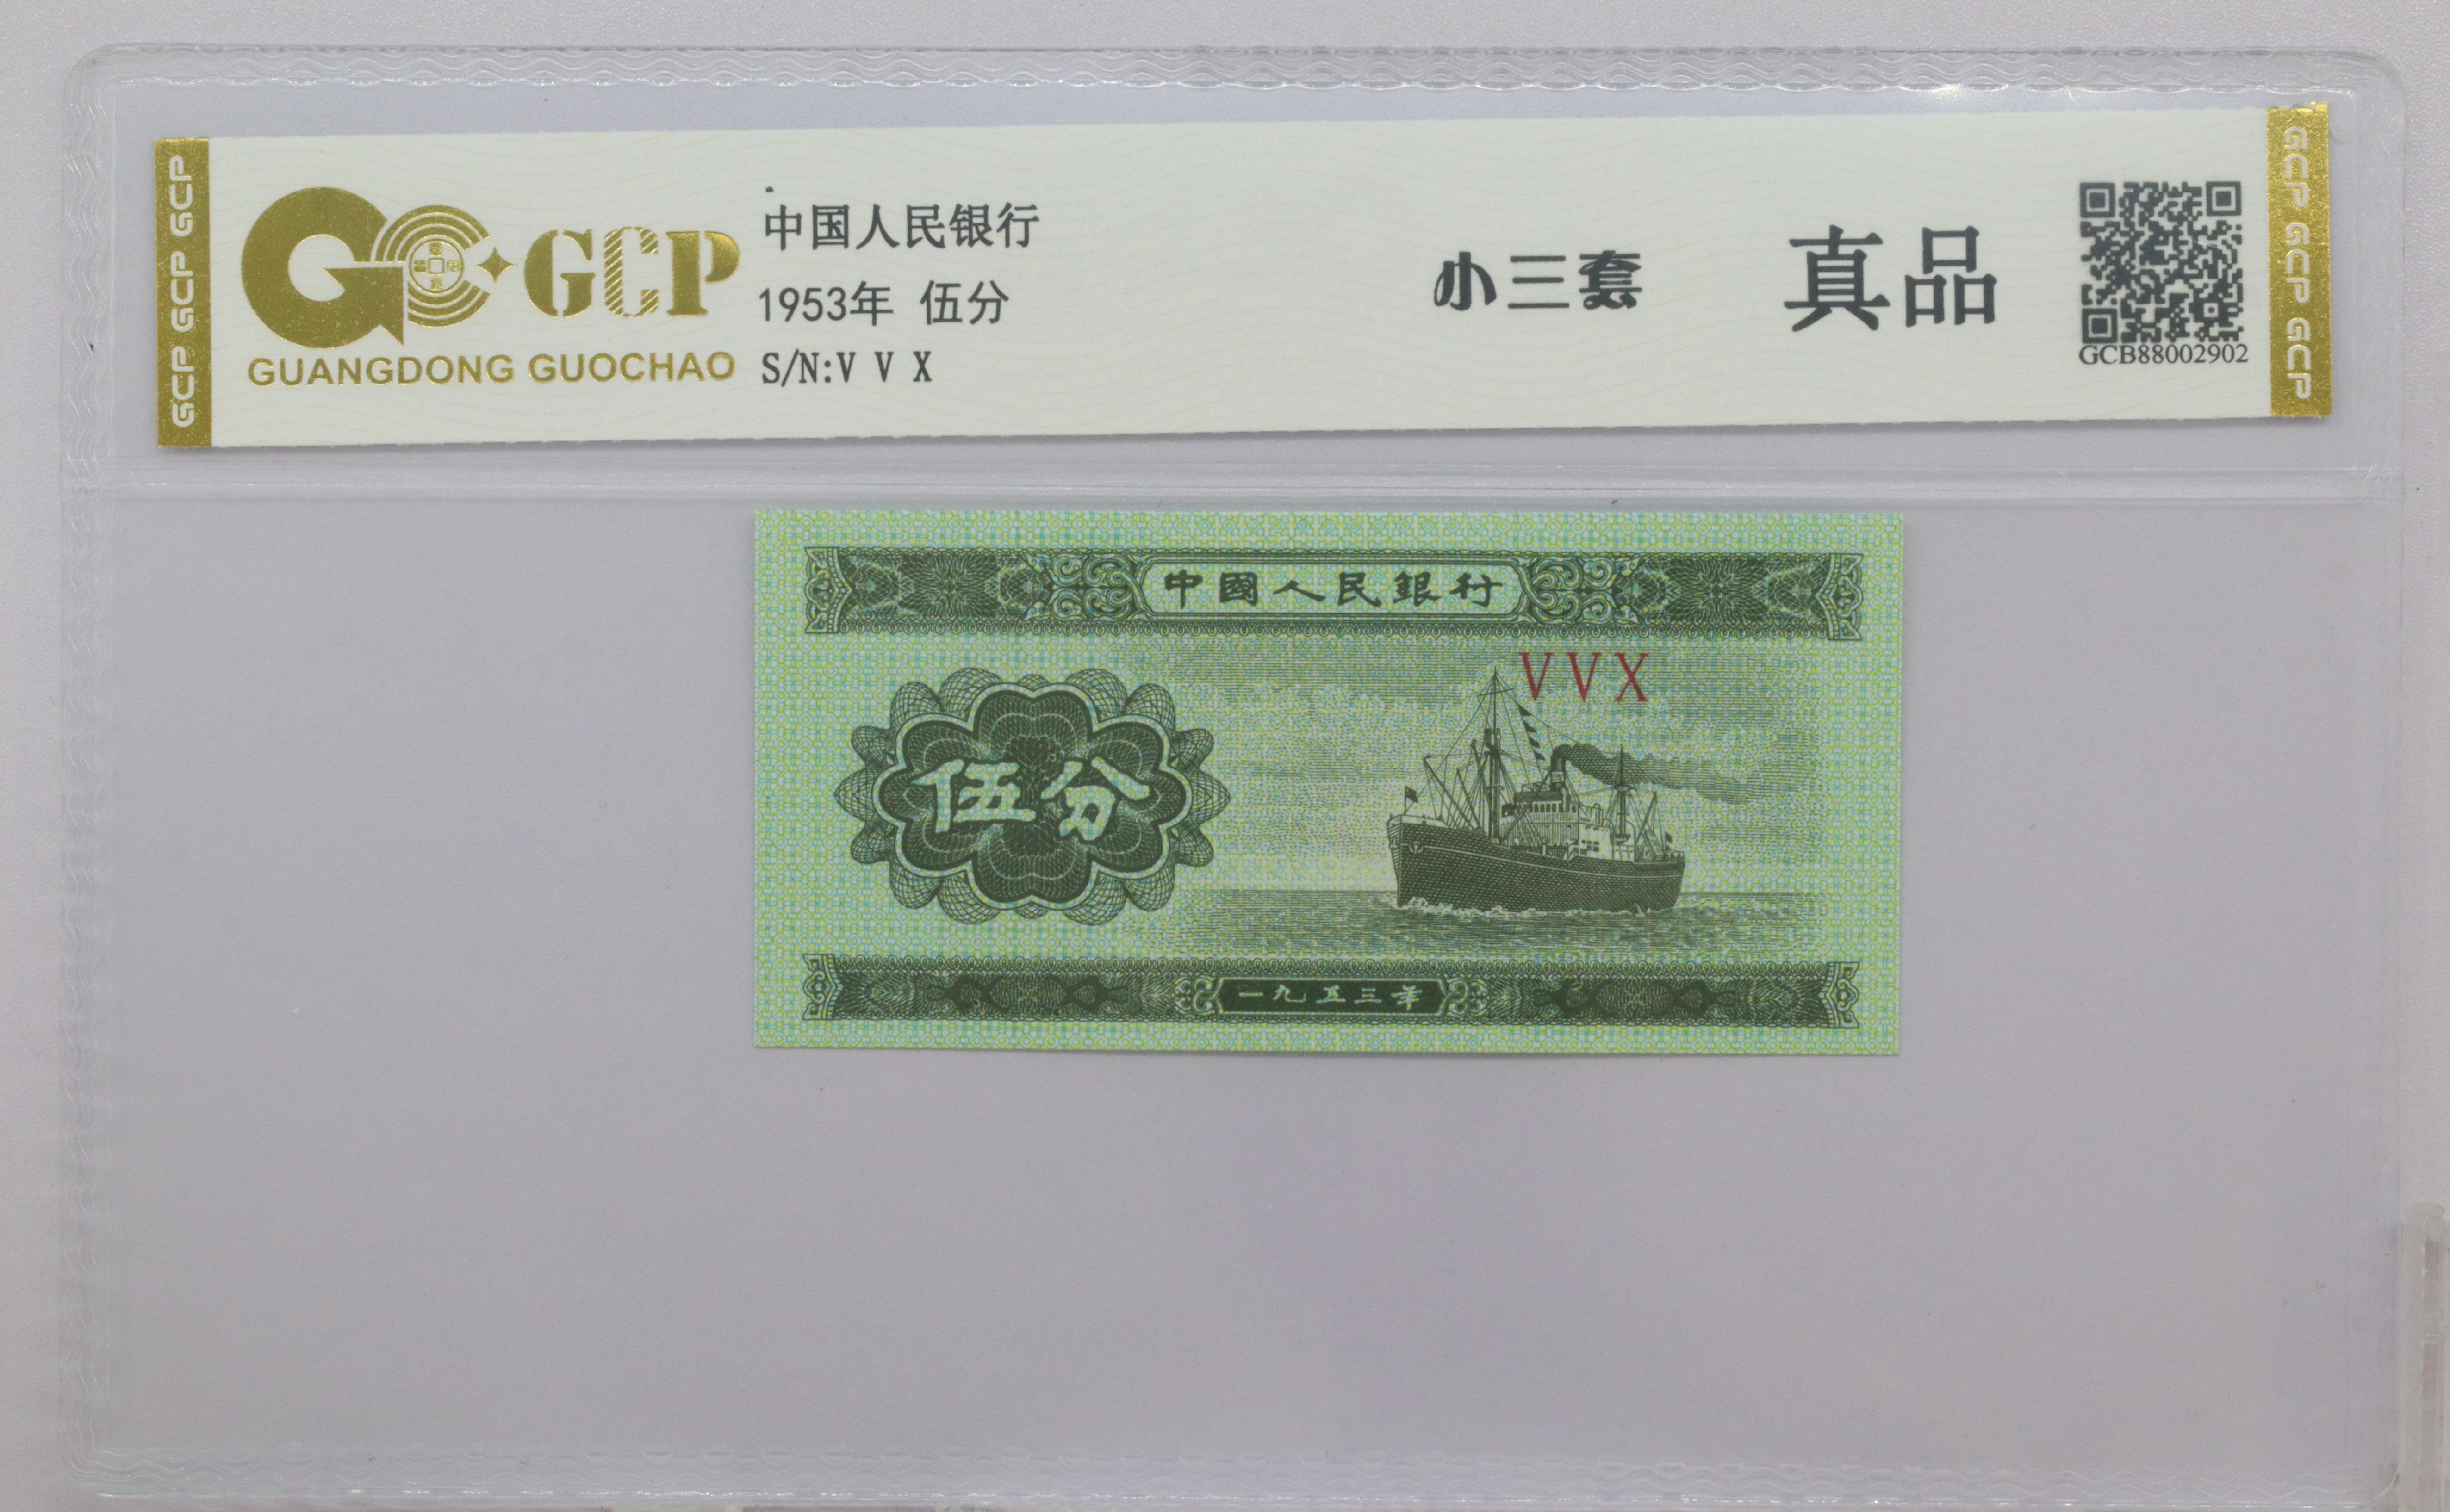 GCP GCP GCP
GCP
GUANGDONG GUOCHAO
中国人民银行
1953年 伍分
S/N:V V X
小三套
真品
GCB88002902
GCP GCP GCP
中國人民銀行
VVX
伍分
一九五三年